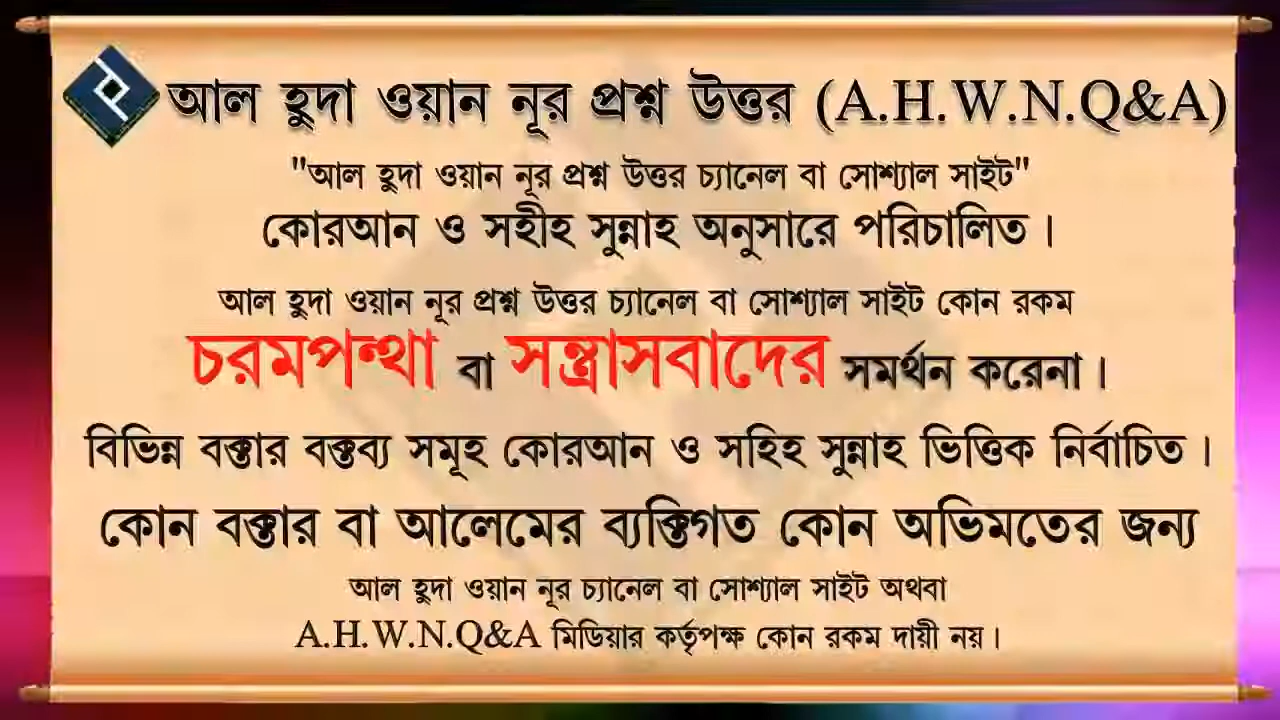 আল হুদা ওয়ান নূর প্রশ্ন উত্তর (A.H.W.N.Q&A)
"আল হুদা ওয়ান নূর প্রশ্ন উত্তর চ্যানেল বা সোশ্যাল সাইট"
কোরআন ও সহীহ সুন্নাহ অনুসারে পরিচালিত।
আল হুদা ওয়ান নূর প্রশ্ন উত্তর চ্যানেল বা সোশ্যাল সাইট কোন রকম
চরমপন্থা বা সন্ত্রাসবাদের সমর্থন করেনা।
বিভিন্ন বক্তার বক্তব্য সমূহ কোরআন ও সহিহ সুন্নাহ ভিত্তিক নির্বাচিত।
কোন বক্তার বা আলেমের ব্যক্তিগত কোন অভিমতের জন্য
আল হুদা ওয়ান নূর চ্যানেল বা সোশ্যাল সাইট অথবা
A.H.W.N.Q&A মিডিয়ার কর্তৃপক্ষ কোন রকম দায়ী নয়।